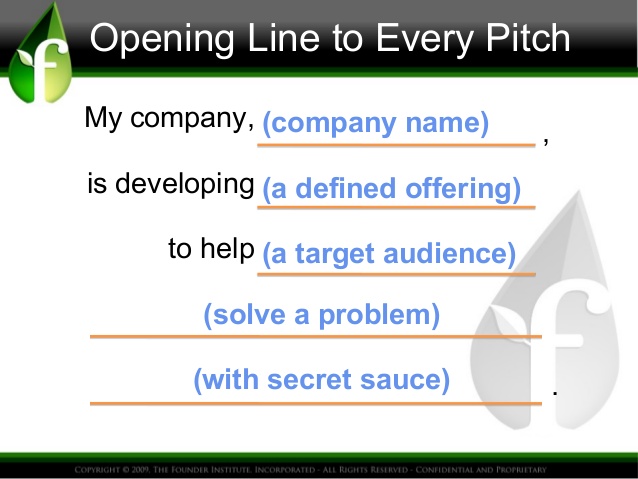 Opening Line to Every Pitch
My company, (company name) ,
is developing (a defined offering)
to help (a target audience)
(solve a problem)
(with secret sauce) .
COPYRIGHT © 2009, THE FOUNDER INSTITUTE, INCORPORATED - ALL RIGHTS RESERVED - CONFIDENTIAL AND PROPRIETARY